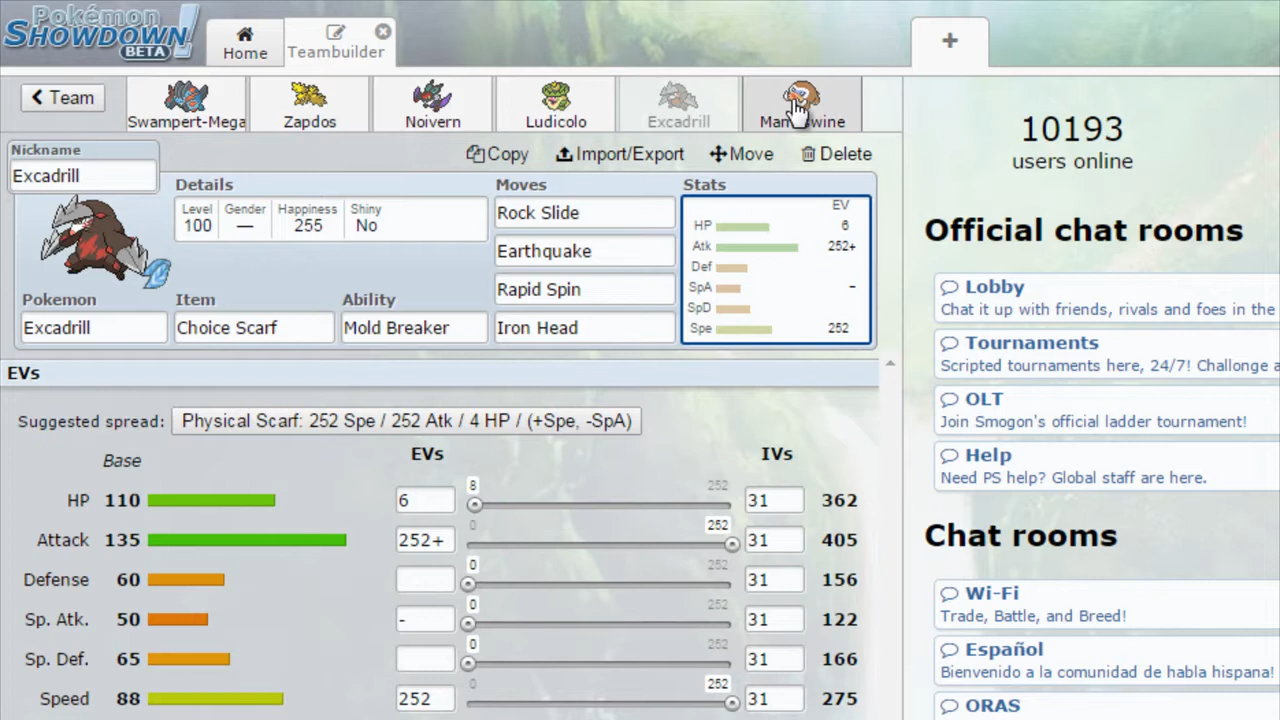 Pokémon
SHOWDOWN!
BETA
Home
Teambuilder
+
Team
Swampert-Mega
Zapdos
Noivern
Ludicolo
Excadrill
Mamoswine
Nickname
Excadrill
Copy
Import/Export
Move
Delete
Details
Level
100
Gender
—
Happiness
255
Shiny
No
Pokemon
Excadrill
Item
Choice Scarf
Ability
Mold Breaker
Moves
Rock Slide
Earthquake
Rapid Spin
Iron Head
Stats
EV
HP 6
Atk 252+
Def
SpA -
SpD
Spe 252
EVs
Suggested spread: Physical Scarf: 252 Spe / 252 Atk / 4 HP / (+Spe, -SpA)
Base EVs IVs
HP 110 6 8 252 31 362
Attack 135 252+ 0 252 31 405
Defense 60 0 252 31 156
Sp. Atk. 50 - 0 252 31 122
Sp. Def. 65 0 252 31 166
Speed 88 252 0 252 31 275
10193
users online
Official chat rooms
Lobby
Chat it up with friends, rivals and foes in the
Tournaments
Scripted tournaments here, 24/7! Challonge a
OLT
Join Smogon's official ladder tournament!
Help
Need PS help? Global staff are here.
Chat rooms
Wi-Fi
Trade, Battle, and Breed!
Español
Bienvenido a la comunidad de habla hispana!
ORAS